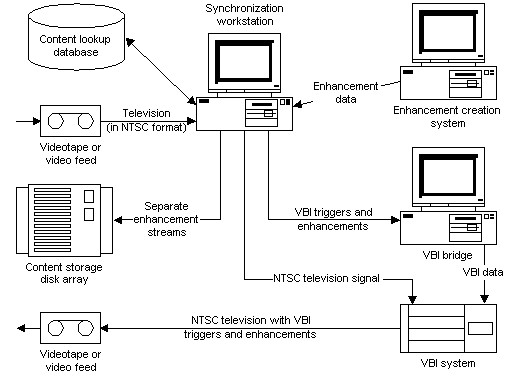 Synchronization
workstation
Content lookup
database
Enhancement
data
Enhancement creation
system
Television
(in NTSC format)
Videotape or
video feed
Separate
enhancement
streams
VBI triggers and
enhancements
VBI bridge
VBI data
Content storage
disk array
NTSC television signal
NTSC television with VBI
triggers and enhancements
Videotape or
video feed
VBI system